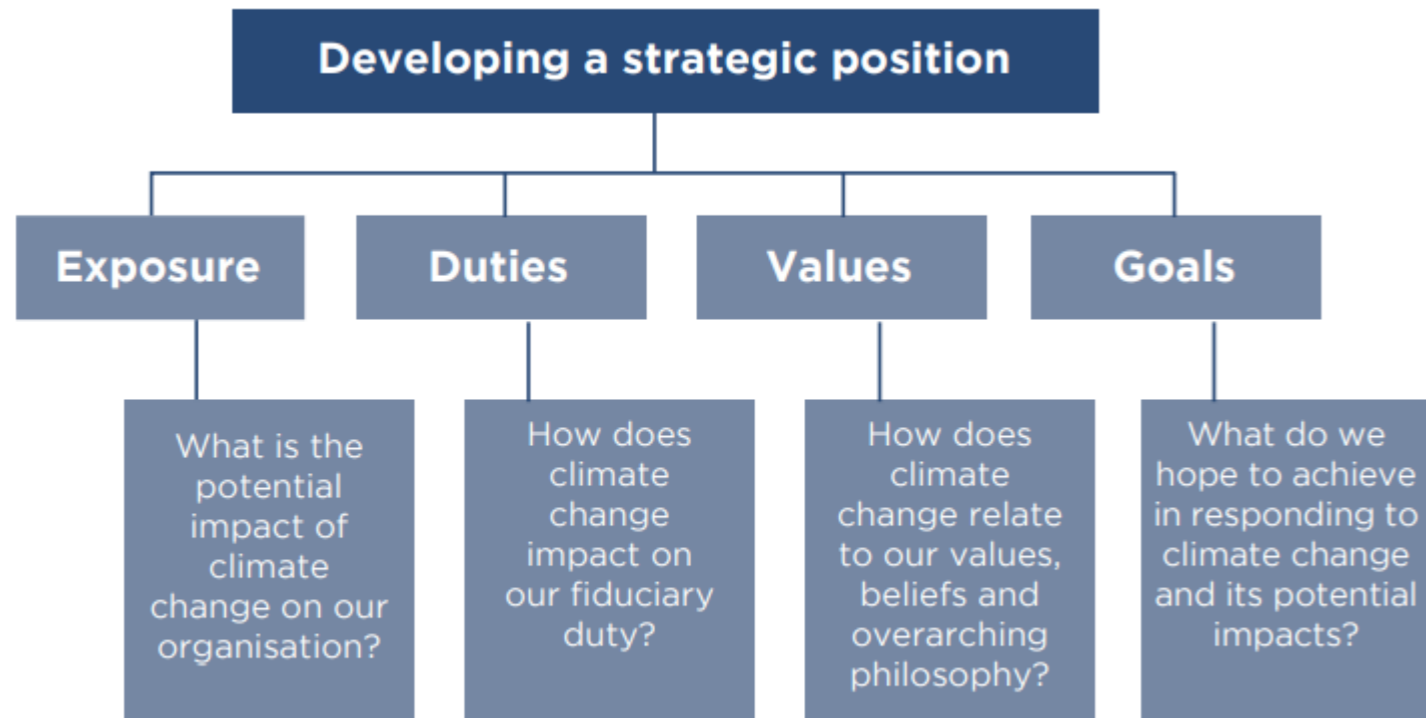 Developing a strategic position
Exposure
Duties
Values
Goals
What is the
potential
impact of
climate
change on our
organisation?
How does
climate
change
impact on
our fiduciary
duty?
How does
climate
change relate
to our values,
beliefs and
overarching
philosophy?
What do we
hope to achieve
in responding to
climate change
and its potential
impacts?